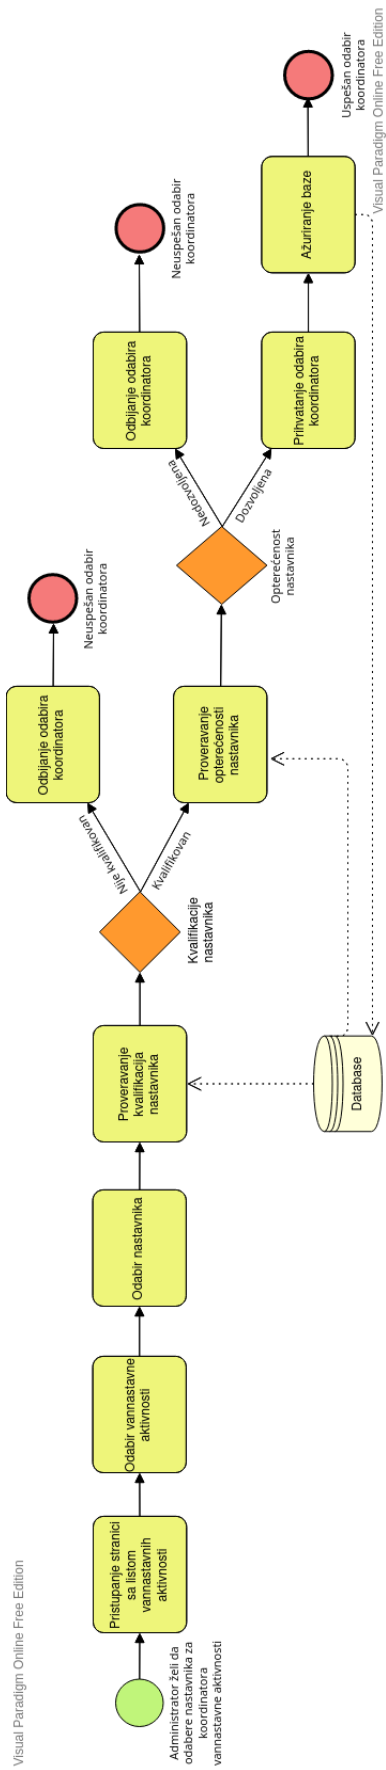 Visual Paradigm Online Free Edition
Administrator želi da
odabere nastavnika za
koordinatora
vannastavne aktivnosti
Pristupanje stranici
sa listom
vannastavnih
aktivnosti
Odabir vannastavne
aktivnosti
Odabir nastavnika
Proveravanje
kvalifikacija
nastavnika
Kvalifikacije
nastavnika
Nije kvalifikovan
Kvalifikovan
Odbijanje odabira
koordinatora
Neuspešan odabir
koordinatora
Proveravanje
opterećenosti
nastavnika
Opterećenost
nastavnika
Nedozvoljena
Dozvoljena
Odbijanje odabira
koordinatora
Neuspešan odabir
koordinatora
Prihvatanje odabira
koordinatora
Ažuriranje baze
Uspešan odabir
koordinatora
Database
Visual Paradigm Online Free Edition